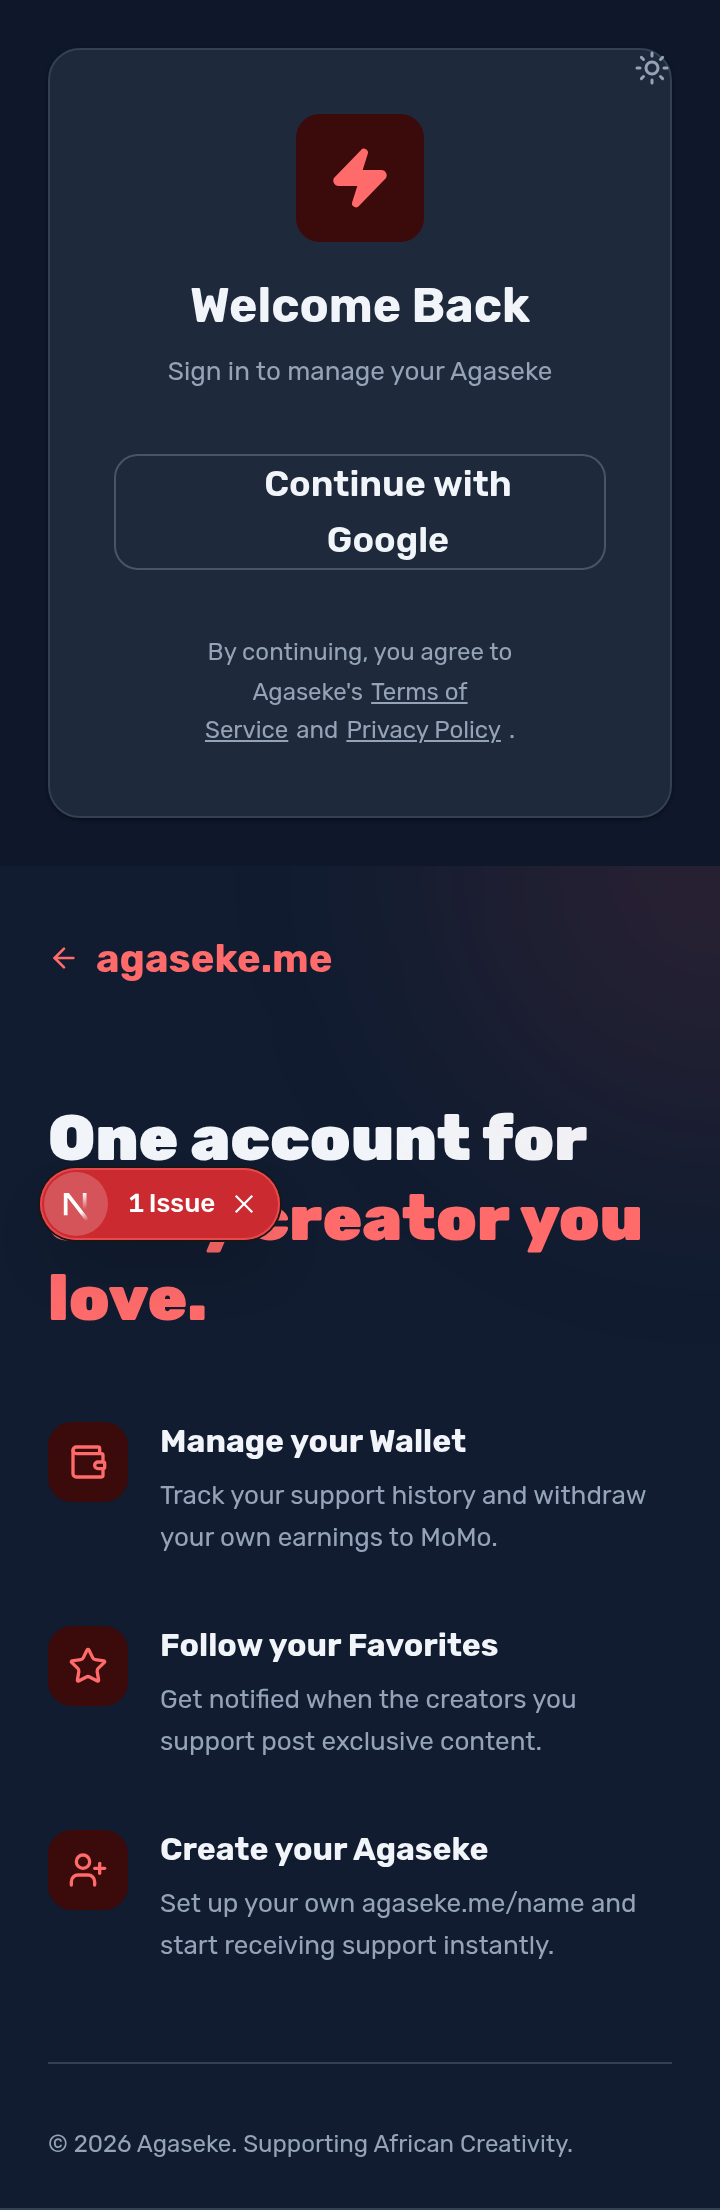 Welcome Back
Sign in to manage your Agaseke
Continue with
Google
By continuing, you agree to
Agaseke's Terms of
Service and Privacy Policy .
agaseke.me
One account for
creator you
love.
N 1 Issue
Manage your Wallet
Track your support history and withdraw
your own earnings to MoMo.
Follow your Favorites
Get notified when the creators you
support post exclusive content.
Create your Agaseke
Set up your own agaseke.me/name and
start receiving support instantly.
© 2026 Agaseke. Supporting African Creativity.